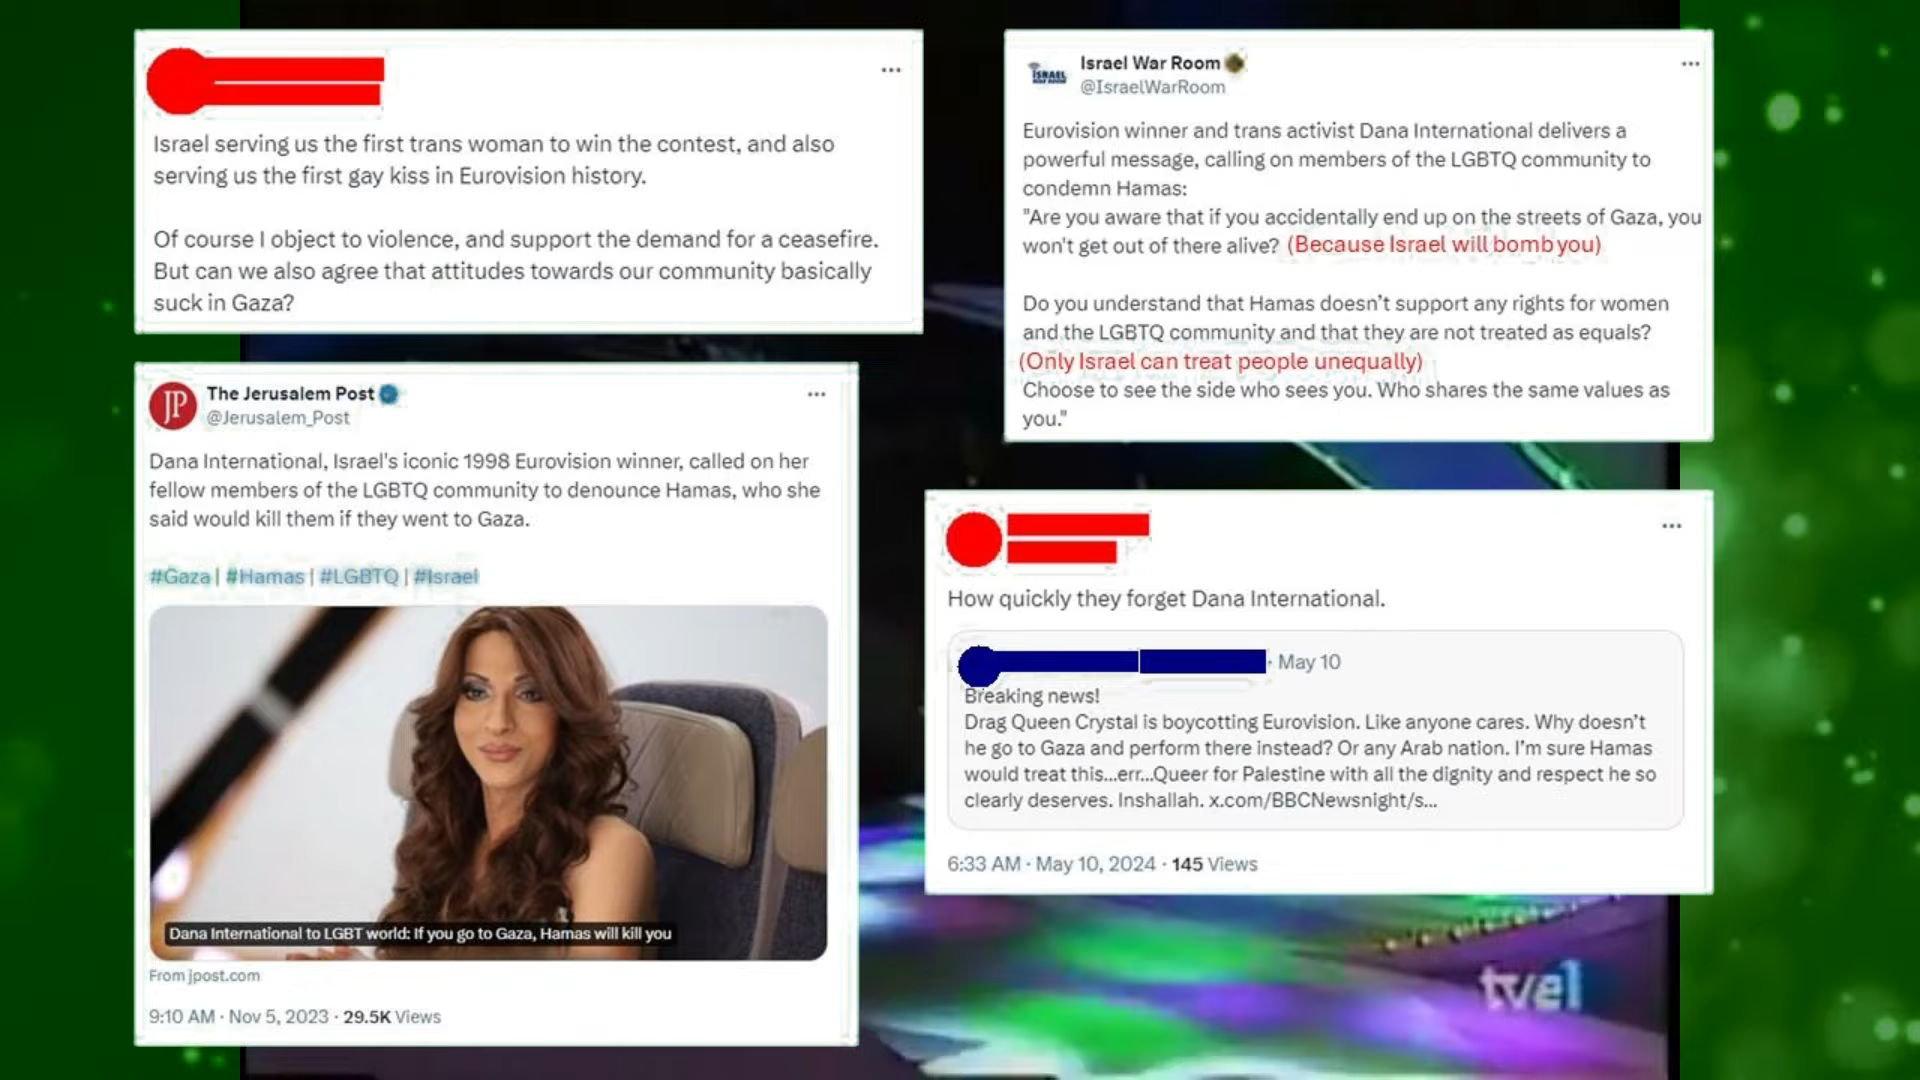 Israel serving us the first trans woman to win the contest, and also
serving us the first gay kiss in Eurovision history.
Of course I object to violence, and support the demand for a ceasefire.
But can we also agree that attitudes towards our community basically
suck in Gaza?
JP
The Jerusalem Post
@Jerusalem_Post
Dana International, Israel's iconic 1998 Eurovision winner, called on her
fellow members of the LGBTQ community to denounce Hamas, who she
said would kill them if they went to Gaza.
#Gaza | #Hamas | #LGBTQ | #Israel
Dana International to LGBT world: If you go to Gaza, Hamas will kill you
From jpost.com
9:10 AM · Nov 5, 2023 · 29.5K Views
ISRAEL
Israel War Room
@IsraelWarRoom
Eurovision winner and trans activist Dana International delivers a
powerful message, calling on members of the LGBTQ community to
condemn Hamas:
"Are you aware that if you accidentally end up on the streets of Gaza, you
won't get out of there alive? (Because Israel will bomb you)
Do you understand that Hamas doesn't support any rights for women
and the LGBTQ community and that they are not treated as equals?
(Only Israel can treat people unequally)
Choose to see the side who sees you. Who shares the same values as
you."
How quickly they forget Dana International.
· May 10
Breaking news!
Drag Queen Crystal is boycotting Eurovision. Like anyone cares. Why doesn't
he go to Gaza and perform there instead? Or any Arab nation. I'm sure Hamas
would treat this...err...Queer for Palestine with all the dignity and respect he so
clearly deserves. Inshallah. x.com/BBCNewsnight/s...
6:33 AM · May 10, 2024 · 145 Views
tve1